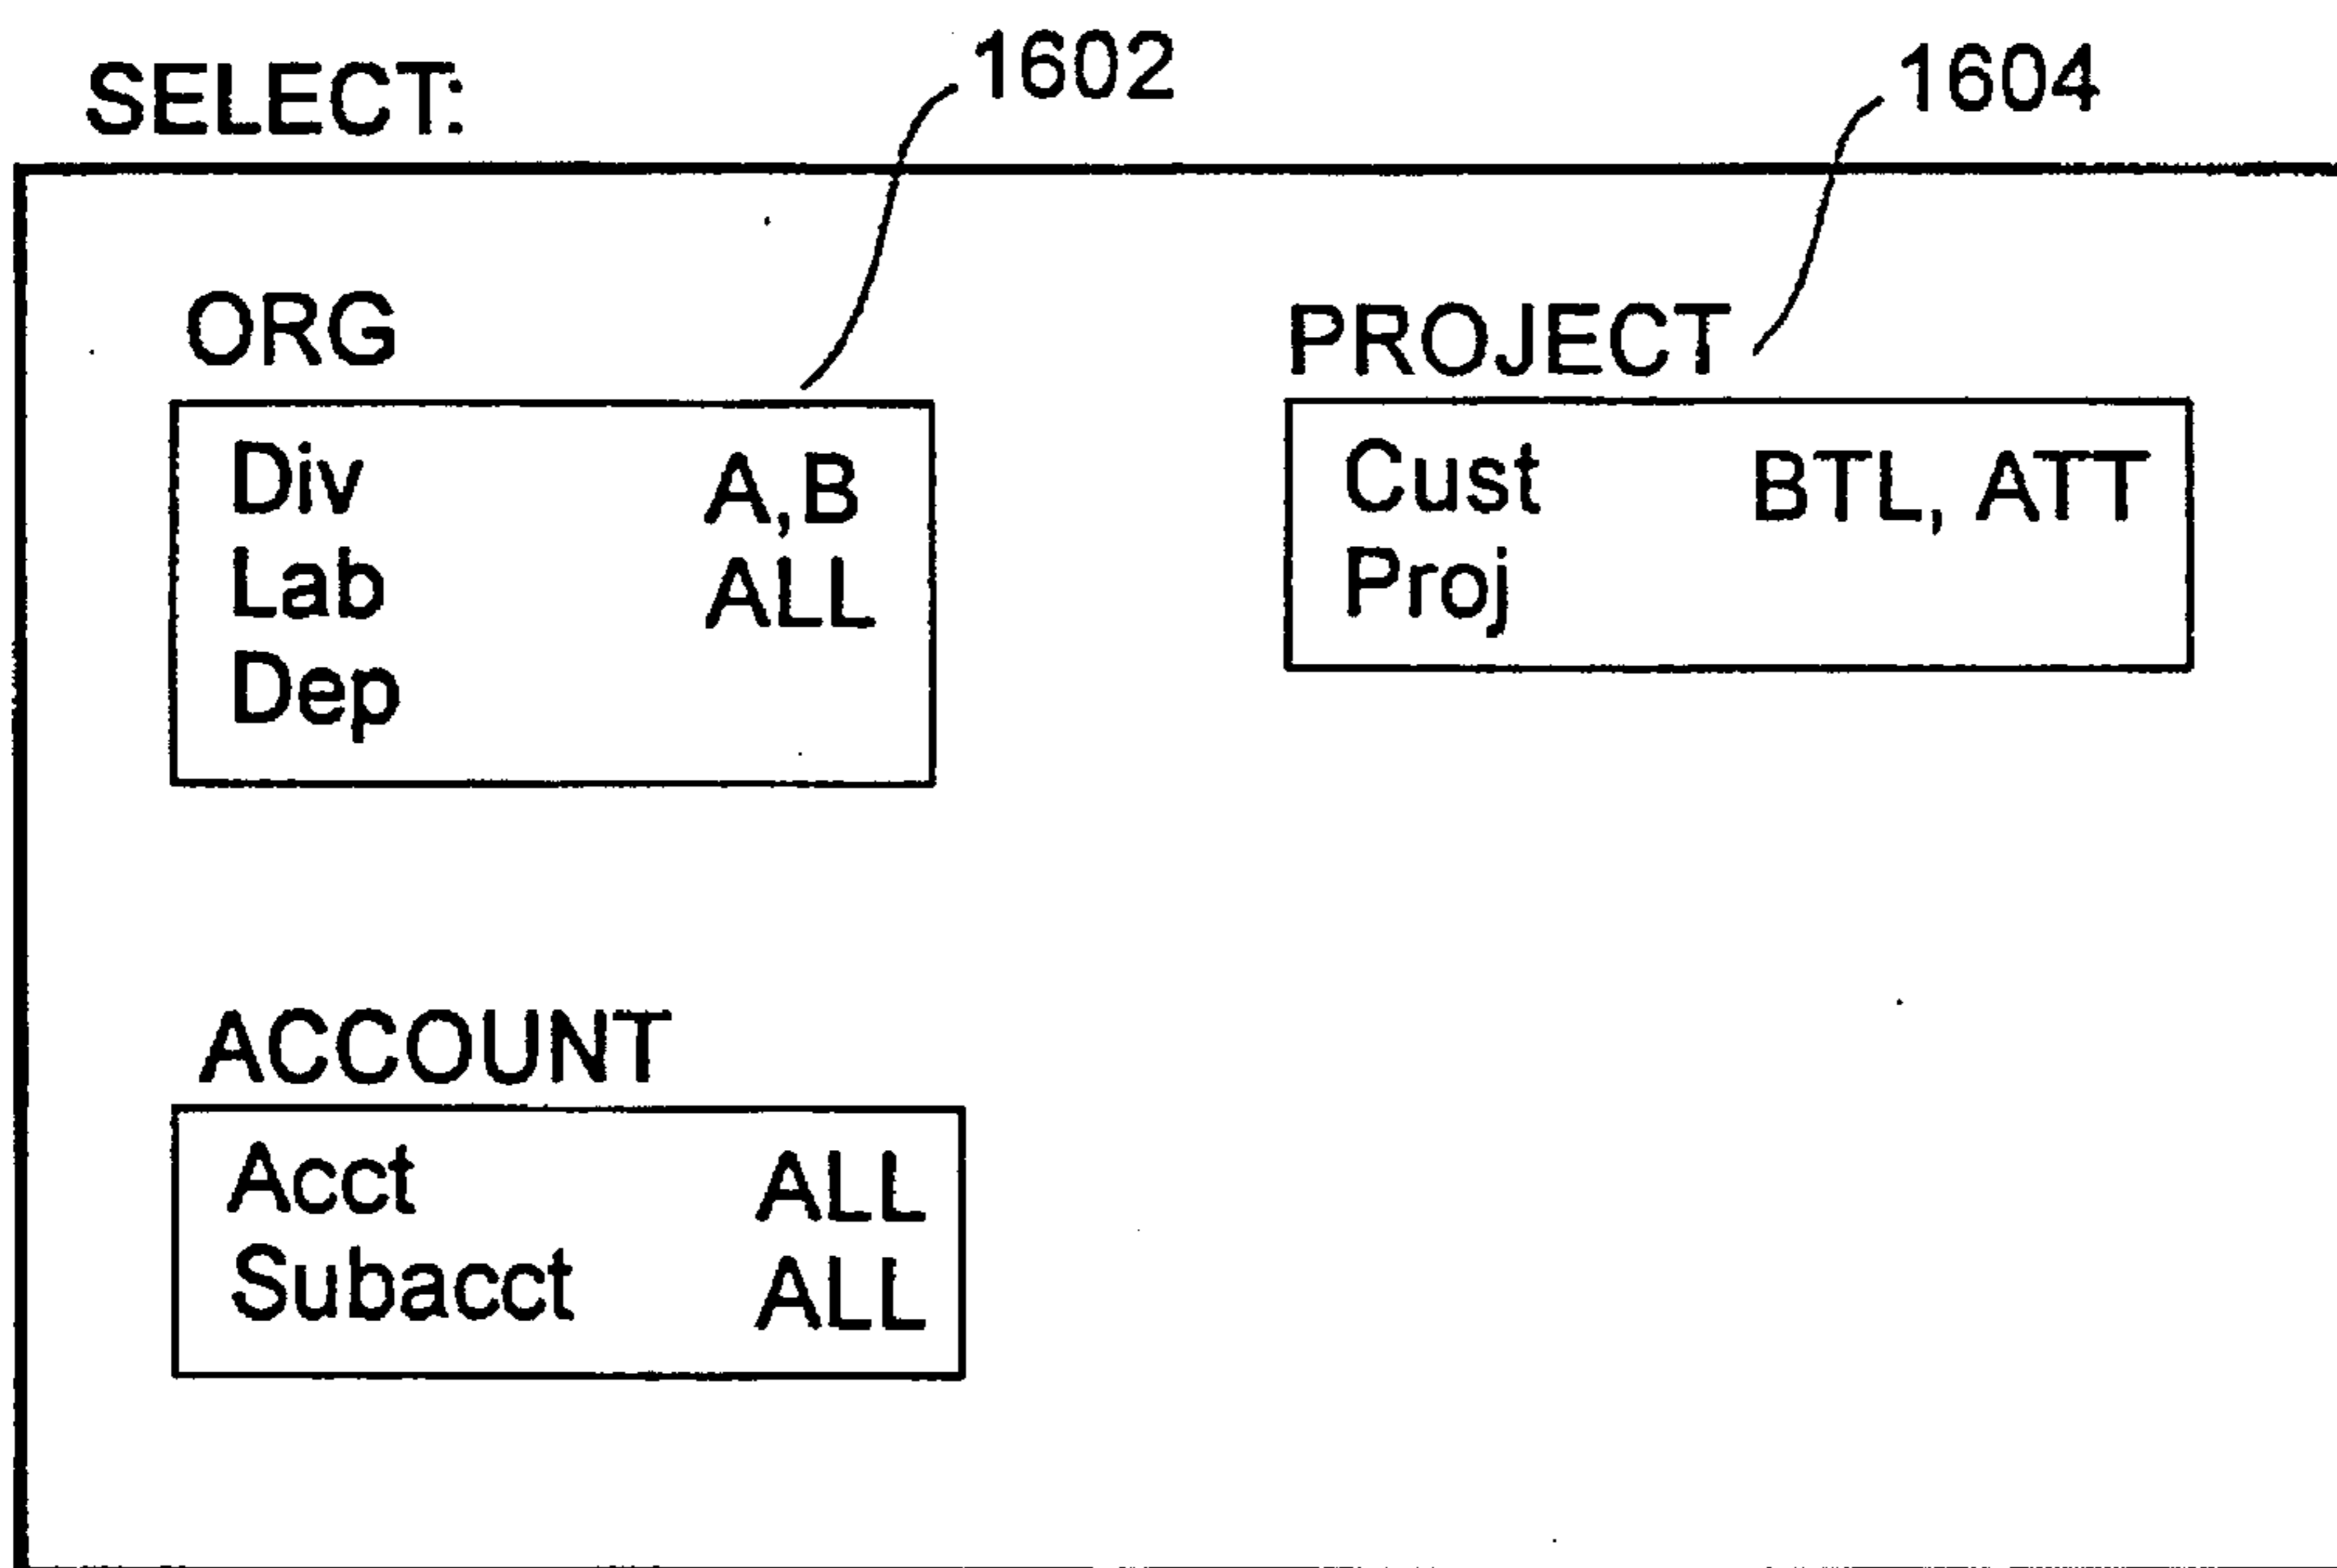 1602
1604
SELECT:
ORG
Div A,B
Lab ALL
Dep
PROJECT
Cust BTL, ATT
Proj
ACCOUNT
Acct ALL
Subacct ALL